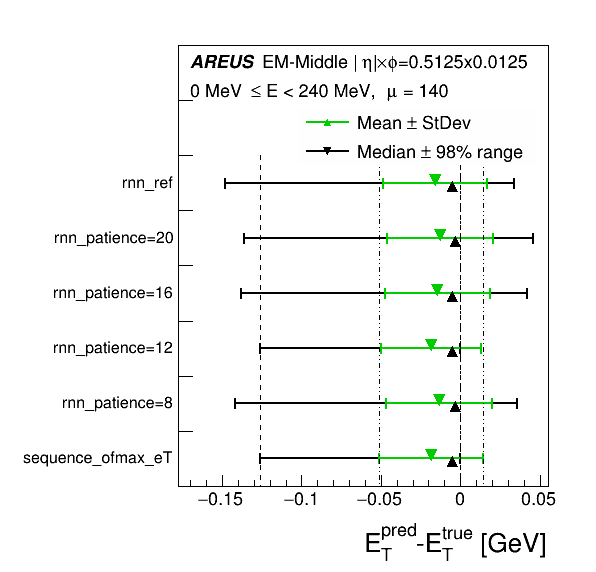 AREUS EM-Middle | η|×ϕ=0.5125x0.0125
0 MeV ≤ E < 240 MeV, μ = 140
Mean ± StDev
Median ± 98% range
rnn_ref
rnn_patience=20
rnn_patience=16
rnn_patience=12
rnn_patience=8
sequence_ofmax_eT
−0.15 −0.1 −0.05 0 0.05
E_T^pred-E_T^true [GeV]